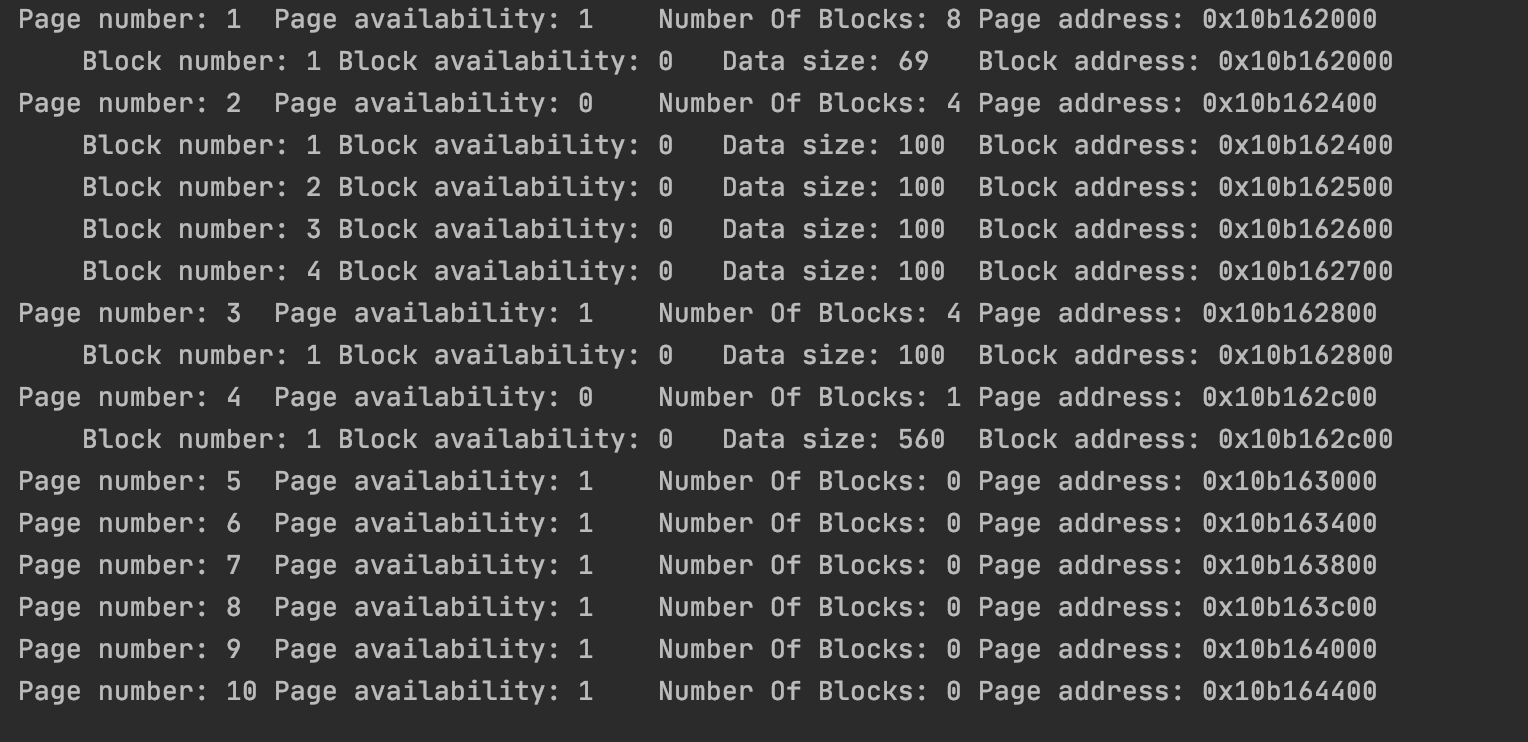 Page number: 1  Page availability: 1    Number Of Blocks: 8 Page address: 0x10b162000
    Block number: 1 Block availability: 0   Data size: 69   Block address: 0x10b162000
Page number: 2  Page availability: 0    Number Of Blocks: 4 Page address: 0x10b162400
    Block number: 1 Block availability: 0   Data size: 100  Block address: 0x10b162400
    Block number: 2 Block availability: 0   Data size: 100  Block address: 0x10b162500
    Block number: 3 Block availability: 0   Data size: 100  Block address: 0x10b162600
    Block number: 4 Block availability: 0   Data size: 100  Block address: 0x10b162700
Page number: 3  Page availability: 1    Number Of Blocks: 4 Page address: 0x10b162800
    Block number: 1 Block availability: 0   Data size: 100  Block address: 0x10b162800
Page number: 4  Page availability: 0    Number Of Blocks: 1 Page address: 0x10b162c00
    Block number: 1 Block availability: 0   Data size: 560  Block address: 0x10b162c00
Page number: 5  Page availability: 1    Number Of Blocks: 0 Page address: 0x10b163000
Page number: 6  Page availability: 1    Number Of Blocks: 0 Page address: 0x10b163400
Page number: 7  Page availability: 1    Number Of Blocks: 0 Page address: 0x10b163800
Page number: 8  Page availability: 1    Number Of Blocks: 0 Page address: 0x10b163c00
Page number: 9  Page availability: 1    Number Of Blocks: 0 Page address: 0x10b164000
Page number: 10 Page availability: 1    Number Of Blocks: 0 Page address: 0x10b164400